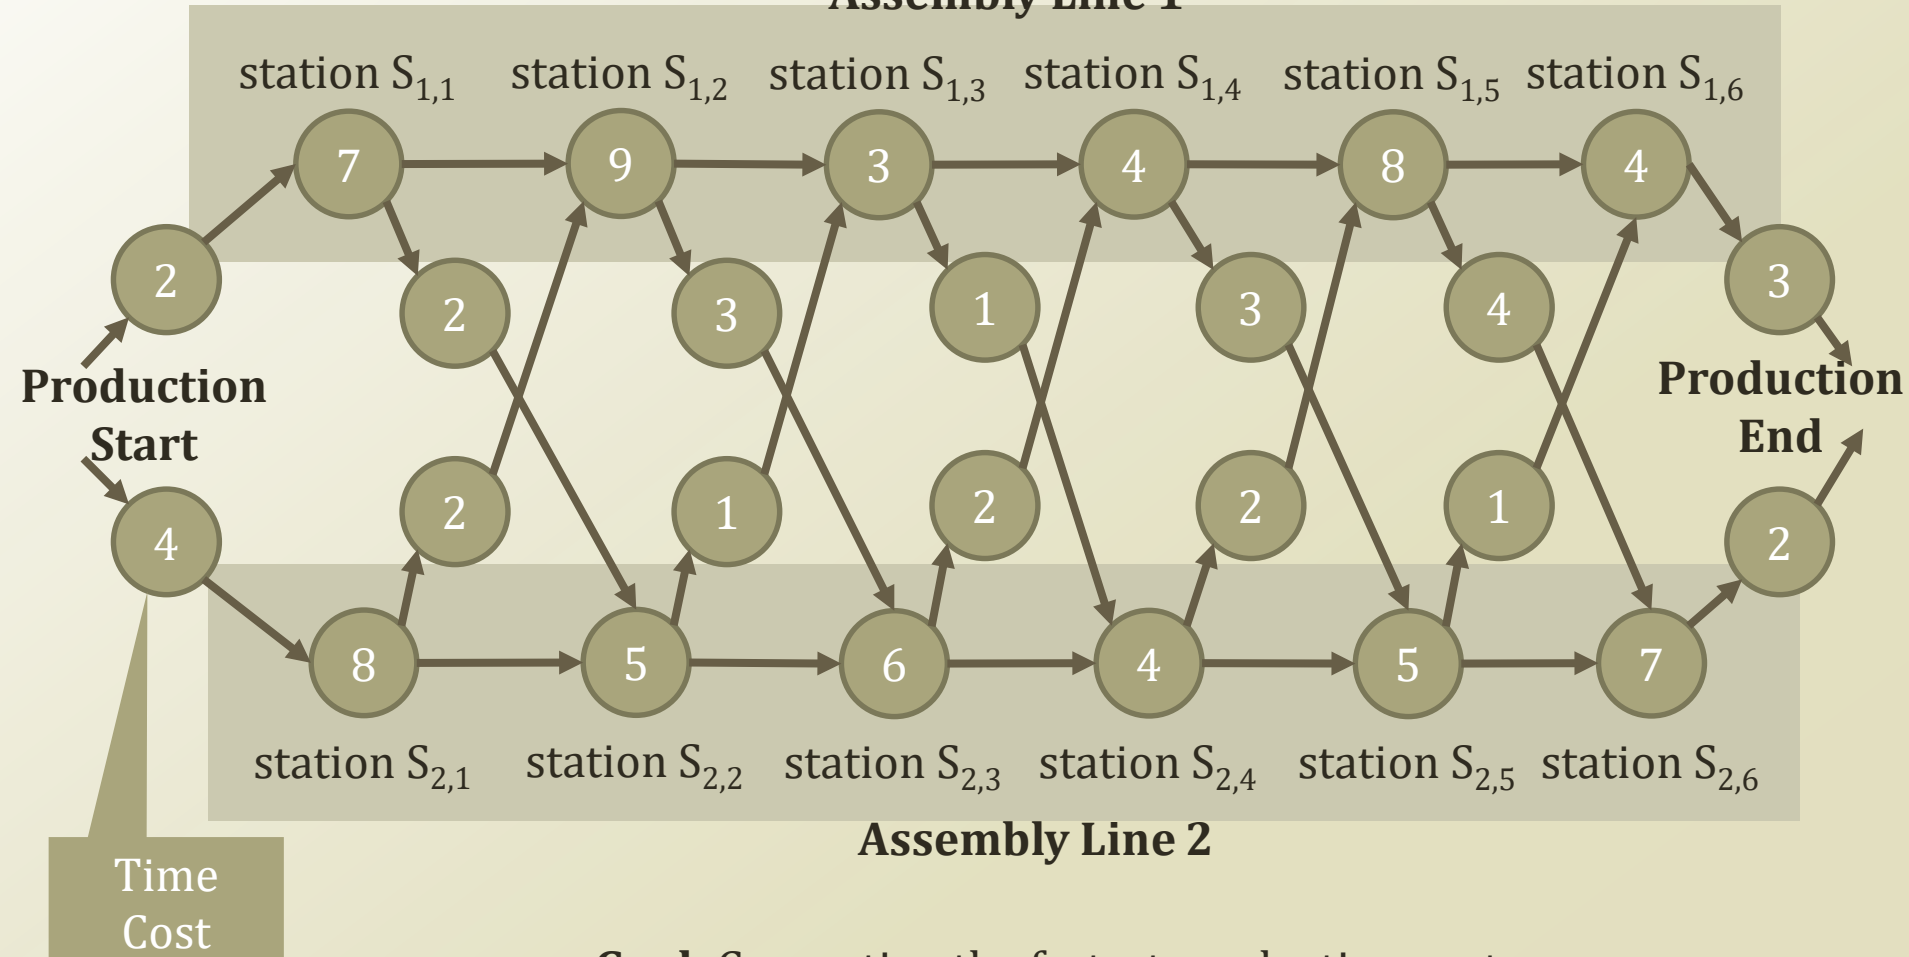 Assembly Line 1
station S1,1 station S1,2 station S1,3 station S1,4 station S1,5 station S1,6
7 9 3 4 8 4
2 3
2 3 1 3 4
Production
Start
Production
End
2 1 2 2 1
4 2
8 5 6 4 5 7
station S2,1 station S2,2 station S2,3 station S2,4 station S2,5 station S2,6
Assembly Line 2
Time
Cost